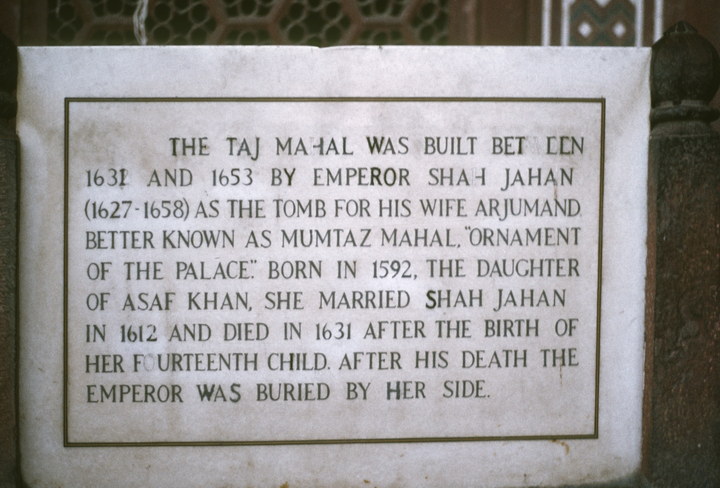 THE TAJ MAHAL WAS BUILT BET EEN
1631 AND 1653 BY EMPEROR SHAH JAHAN
(1627-1658) AS THE TOMB FOR HIS WIFE ARJUMAND
BETTER KNOWN AS MUMTAZ MAHAL, "ORNAMENT
OF THE PALACE". BORN IN 1592, THE DAUGHTER
OF ASAF KHAN, SHE MARRIED SHAH JAHAN
IN 1612 AND DIED IN 1631 AFTER THE BIRTH OF
HER FOURTEENTH CHILD. AFTER HIS DEATH THE
EMPEROR WAS BURIED BY HER SIDE.